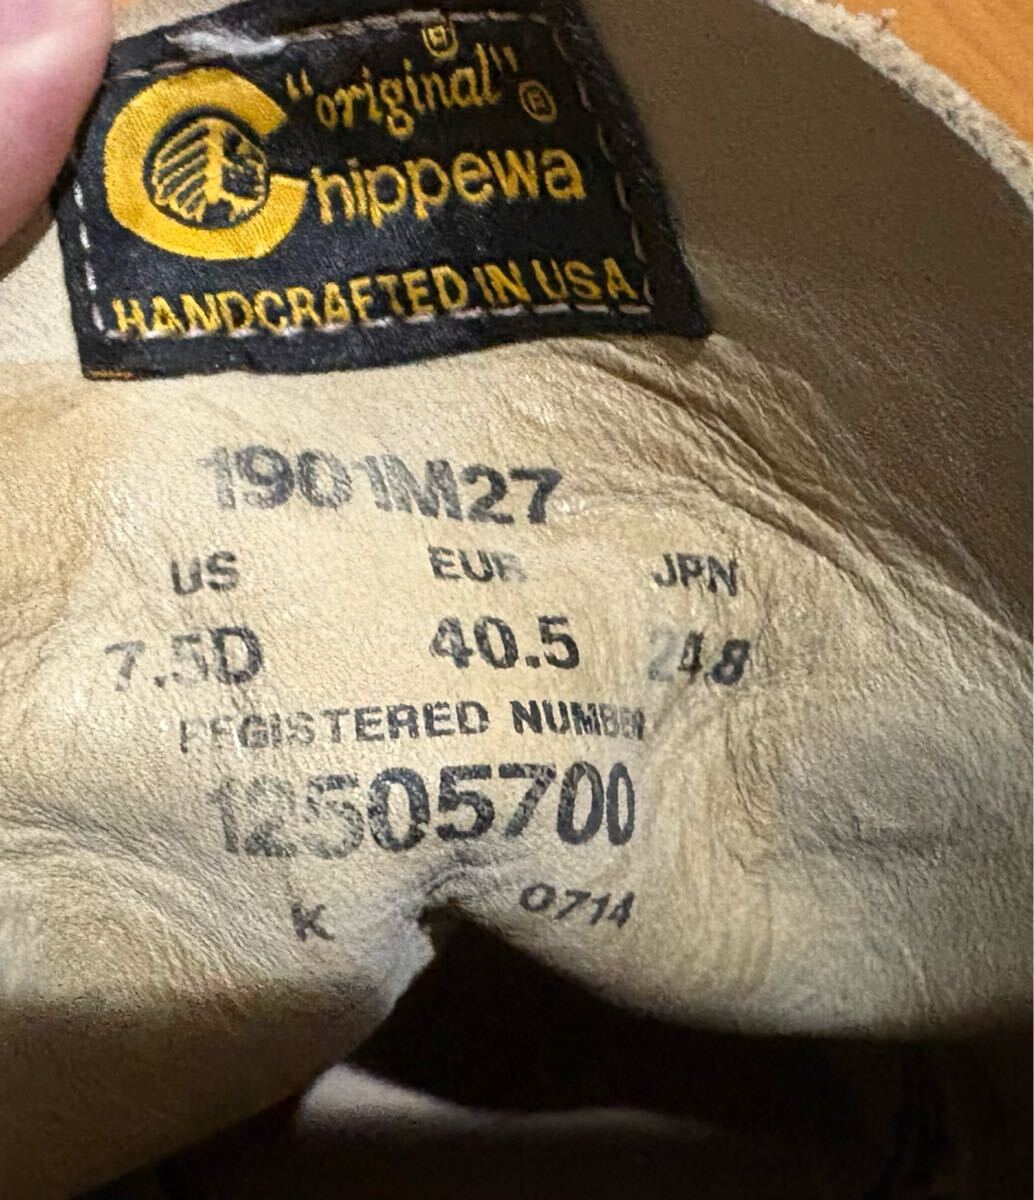 "original"®
Chippewa
HANDCRAFTED IN USA
1901M27
US EUR JPN
7.5D 40.5 24.8
REGISTERED NUMBER
12505700
K 0714